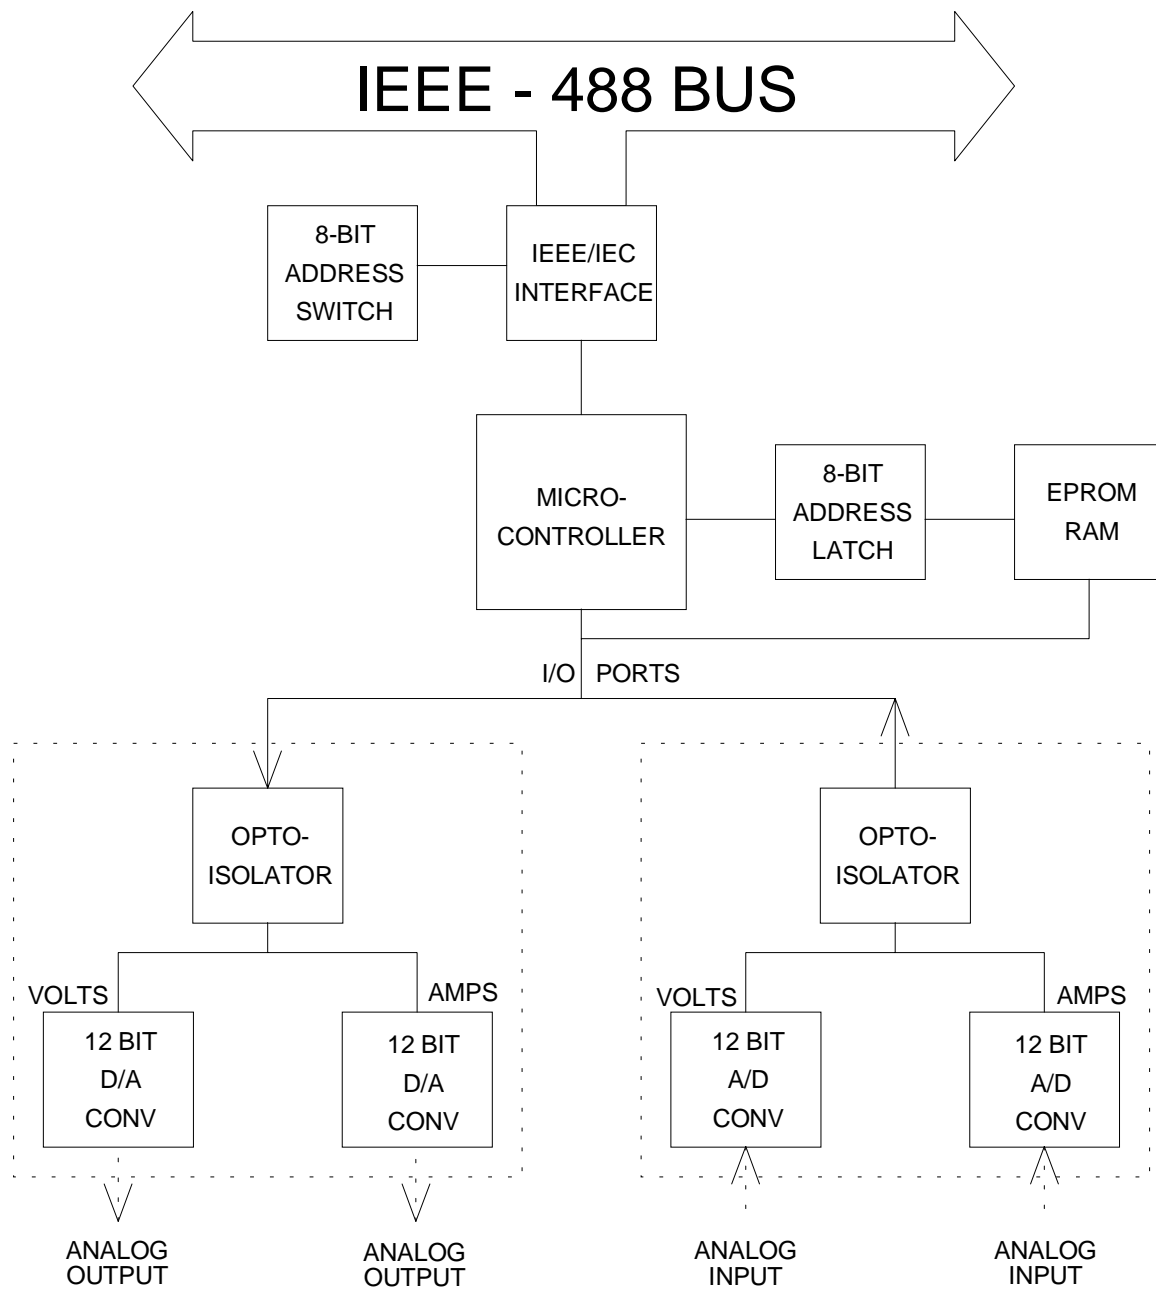 IEEE - 488 BUS
8-BIT
ADDRESS
SWITCH
IEEE/IEC
INTERFACE
MICRO-
CONTROLLER
8-BIT
ADDRESS
LATCH
EPROM
RAM
I/O PORTS
OPTO-
ISOLATOR
OPTO-
ISOLATOR
VOLTS
AMPS
VOLTS
AMPS
12 BIT
D/A
CONV
12 BIT
D/A
CONV
12 BIT
A/D
CONV
12 BIT
A/D
CONV
ANALOG
OUTPUT
ANALOG
OUTPUT
ANALOG
INPUT
ANALOG
INPUT